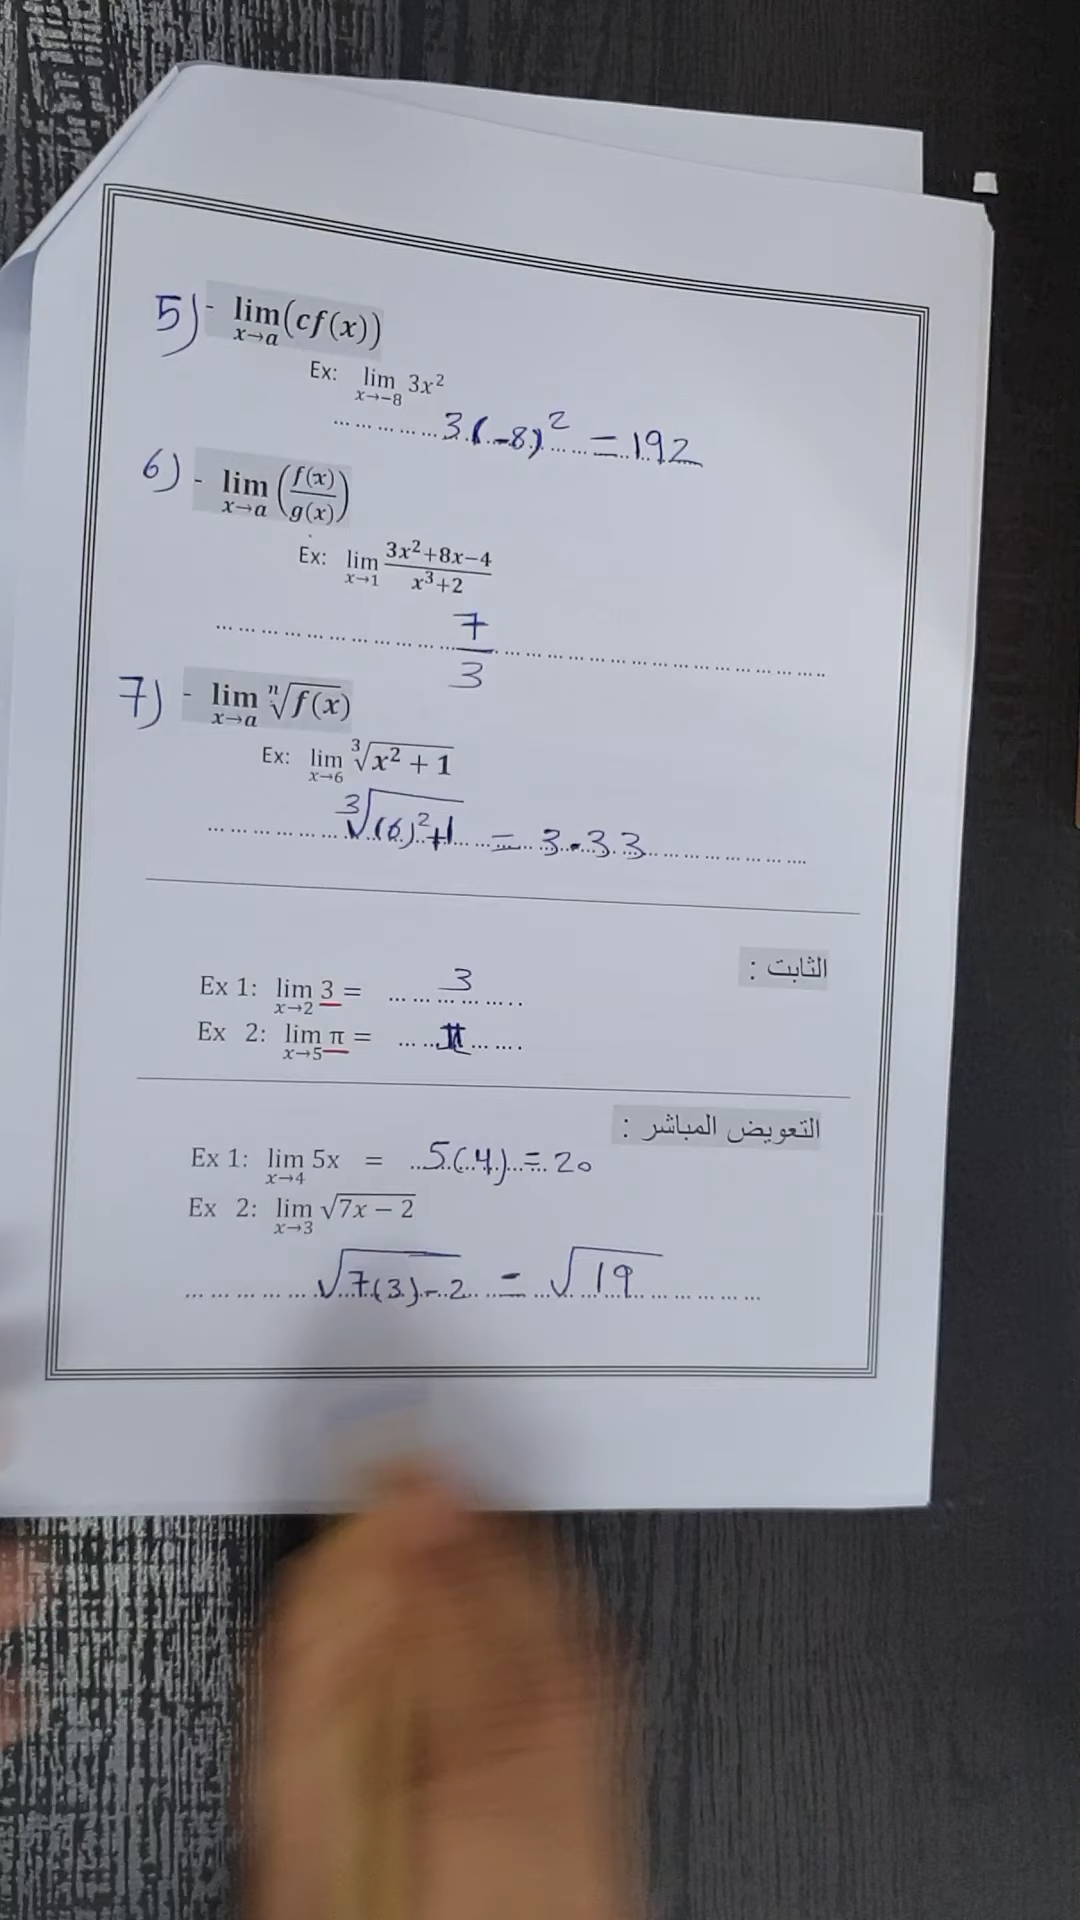 5) - lim x→a (cf(x))
Ex: lim x→-8 3x²
............ 3.(-8)² ...... = 192
6) - lim x→a (f(x)/g(x))
Ex: lim x→1 (3x²+8x−4)/(x³+2)
........................ 7/3 ........................
7) - lim x→a ⁿ√f(x)
Ex: lim x→6 ³√x² + 1
............ ³√(6)²+1 ...... = 3.33 ............
الثابت :
Ex 1: lim x→2 3 = ...... 3 ......
Ex 2: lim x→5 π = ...... π ......
التعويض المباشر :
Ex 1: lim x→4 5x = ...5(4)...=.. 20
Ex 2: lim x→3 √7x − 2
............ √7(3)-2 ... = ... √19 ............